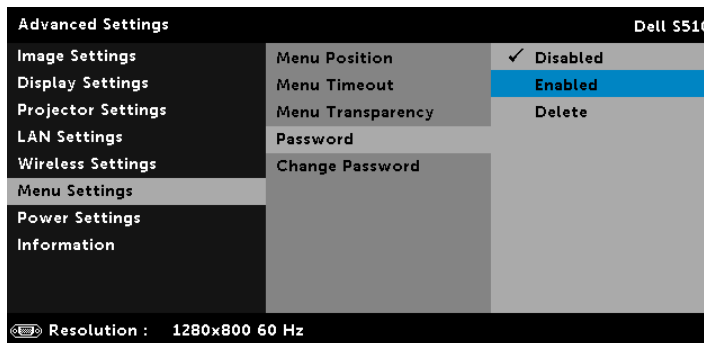 Advanced Settings
Dell S510
Image Settings
Display Settings
Projector Settings
LAN Settings
Wireless Settings
Menu Settings
Power Settings
Information
Menu Position
Menu Timeout
Menu Transparency
Password
Change Password
✓ Disabled
Enabled
Delete
Resolution : 1280x800 60 Hz